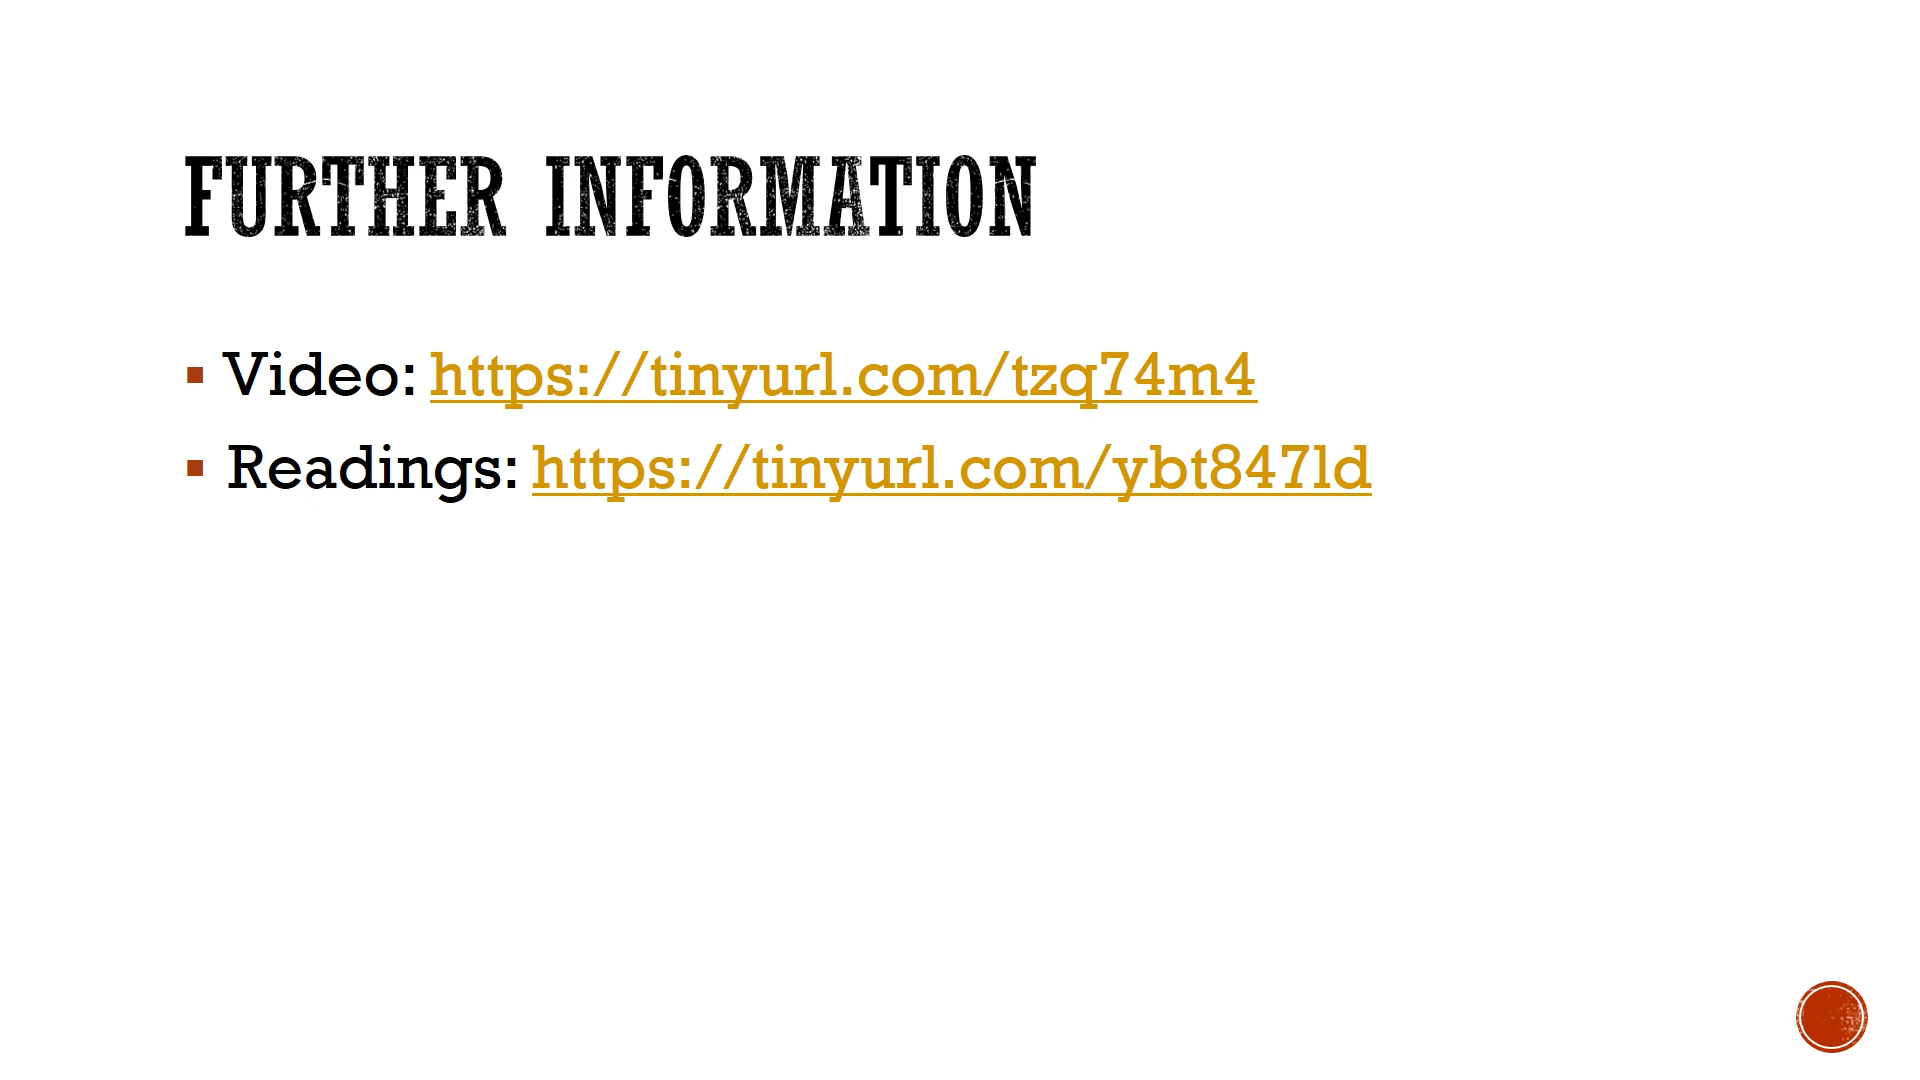 FURTHER INFORMATION
Video: https://tinyurl.com/tzq74m4
Readings: https://tinyurl.com/ybt847ld